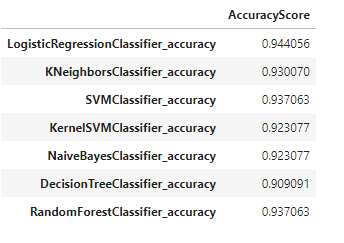 AccuracyScore
LogisticRegressionClassifier_accuracy 0.944056
KNeighborsClassifier_accuracy 0.930070
SVMClassifier_accuracy 0.937063
KernelSVMClassifier_accuracy 0.923077
NaiveBayesClassifier_accuracy 0.923077
DecisionTreeClassifier_accuracy 0.909091
RandomForestClassifier_accuracy 0.937063